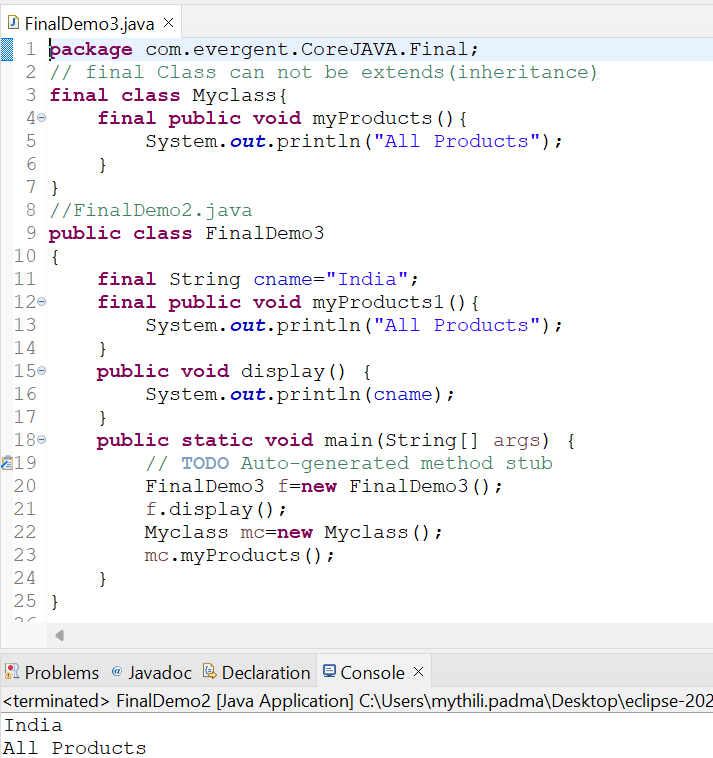 FinalDemo3.java
1 package com.evergent.CoreJAVA.Final;
2 // final Class can not be extends(inheritance)
3 final class Myclass{
4     final public void myProducts(){
5         System.out.println("All Products");
6     }
7 }
8 //FinalDemo2.java
9 public class FinalDemo3
10 {
11     final String cname="India";
12     final public void myProducts1(){
13         System.out.println("All Products");
14     }
15     public void display() {
16         System.out.println(cname);
17     }
18     public static void main(String[] args) {
19         // TODO Auto-generated method stub
20         FinalDemo3 f=new FinalDemo3();
21         f.display();
22         Myclass mc=new Myclass();
23         mc.myProducts();
24     }
25 }
Problems @ Javadoc Declaration Console
<terminated> FinalDemo2 [Java Application] C:\Users\mythili.padma\Desktop\eclipse-202
India
All Products